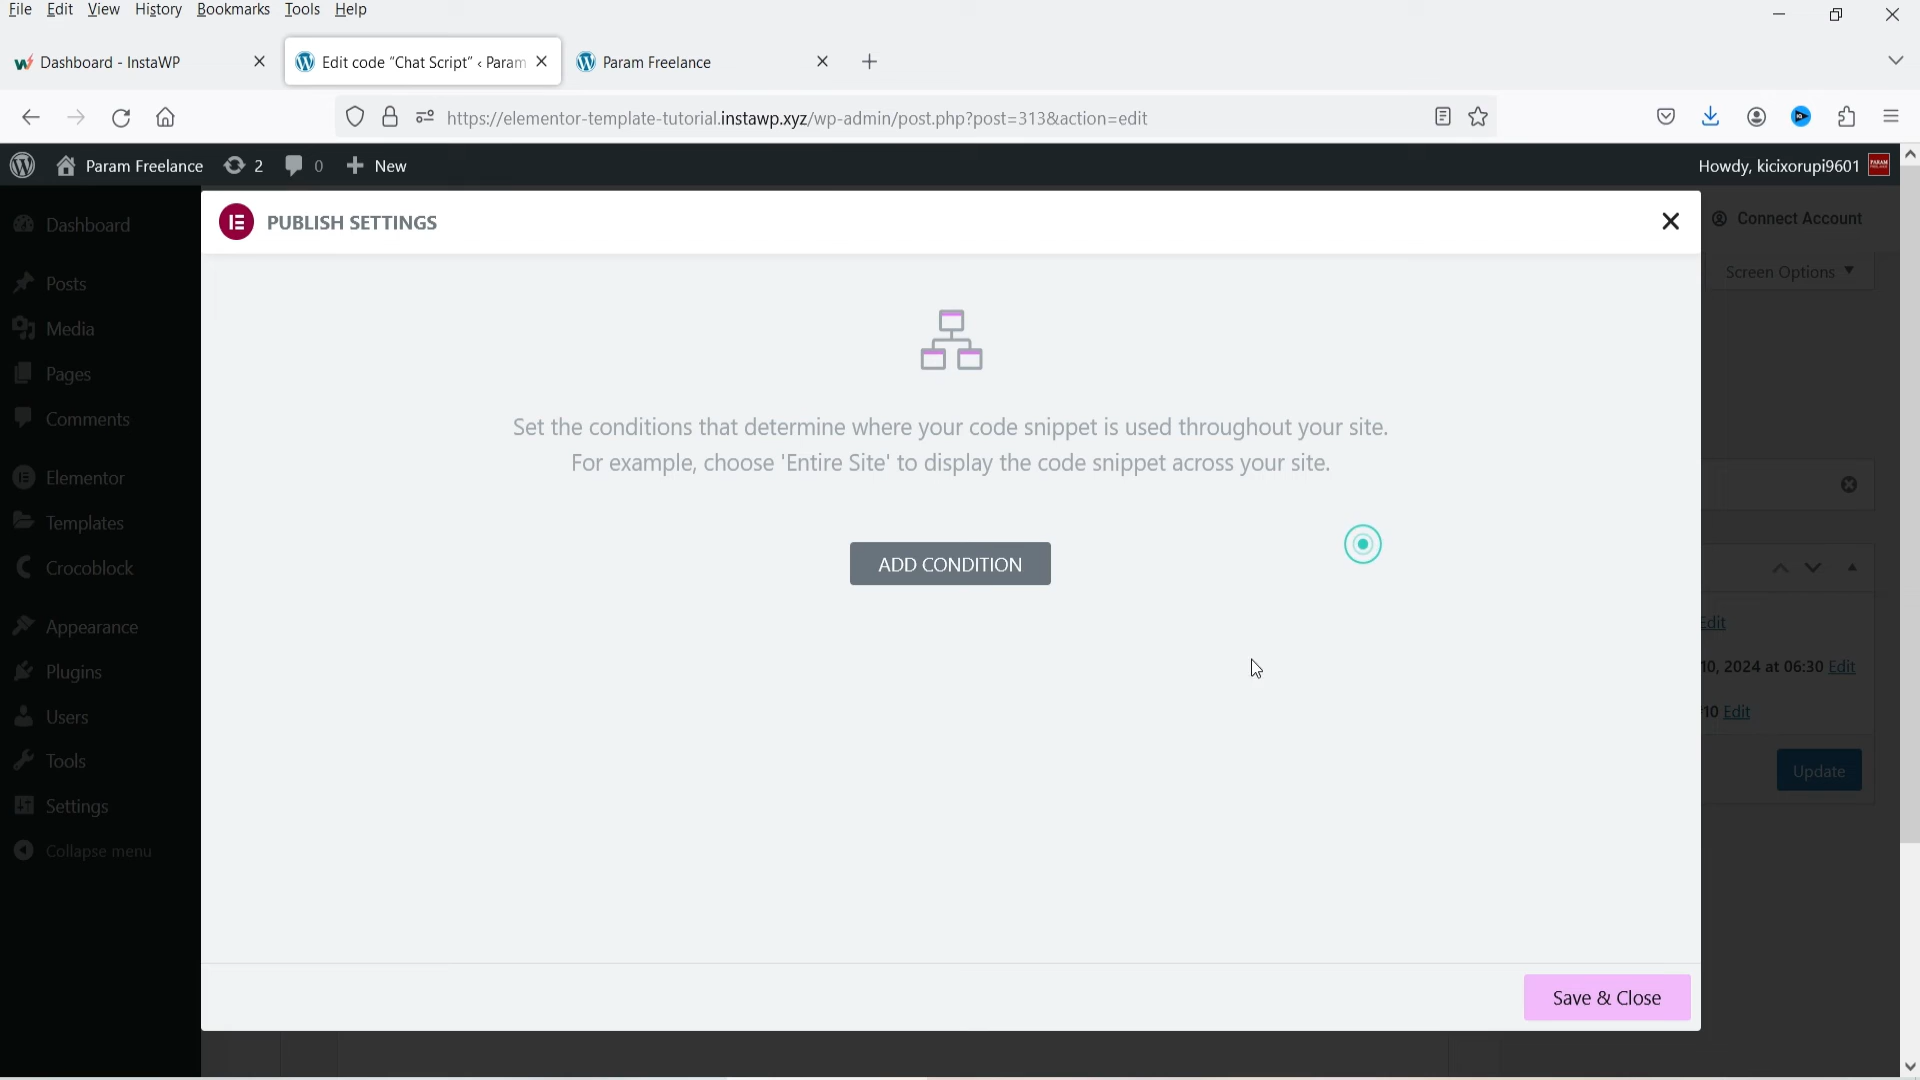 File Edit View History Bookmarks Tools Help
Dashboard - InstaWP
Edit code “Chat Script” ‹ Param
Param Freelance
https://elementor-template-tutorial.instawp.xyz/wp-admin/post.php?post=313&action=edit
Param Freelance 2 0 New
Howdy, kicixorupi9601
PUBLISH SETTINGS
Connect Account
Screen Options
Dashboard
Posts
Media
Pages
Comments
Elementor
Templates
Crocoblock
Appearance
Plugins
Users
Tools
Settings
Collapse menu
Set the conditions that determine where your code snippet is used throughout your site.
For example, choose 'Entire Site' to display the code snippet across your site.
ADD CONDITION
Edit
10, 2024 at 06:30 Edit
10 Edit
Update
Save & Close